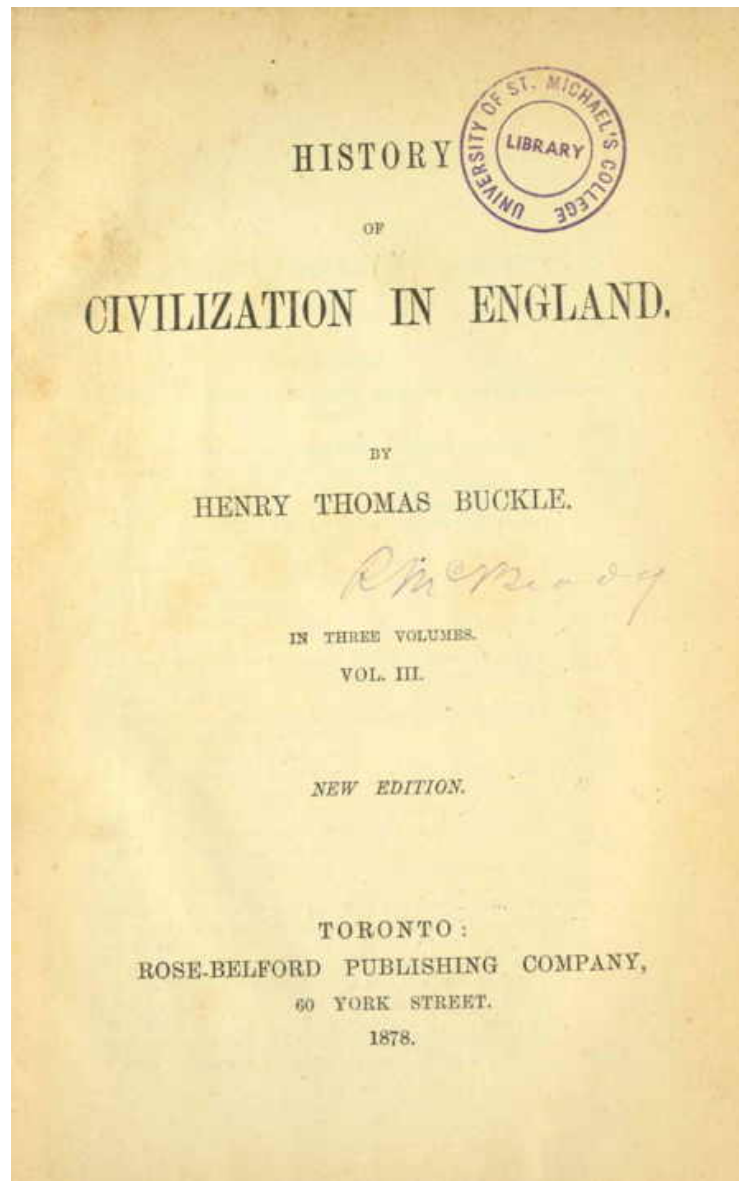 HISTORY
OF
CIVILIZATION IN ENGLAND.
UNIVERSITY OF ST. MICHAEL'S COLLEGE
LIBRARY
BY
HENRY THOMAS BUCKLE.
IN THREE VOLUMES.
VOL. III.
NEW EDITION.
TORONTO:
ROSE-BELFORD PUBLISHING COMPANY,
60 YORK STREET.
1878.